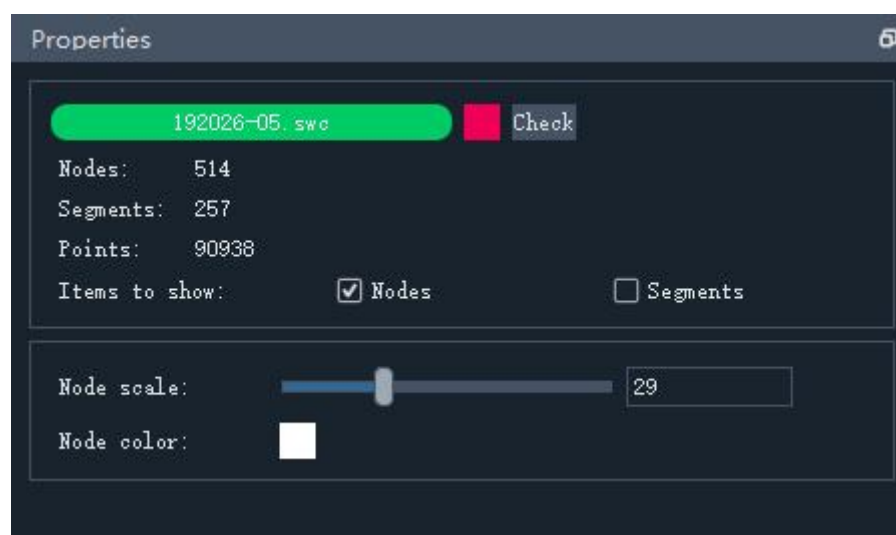 Properties
192026-05.swc Check
Nodes: 514
Segments: 257
Points: 90938
Items to show: Nodes Segments
Node scale: 29
Node color: